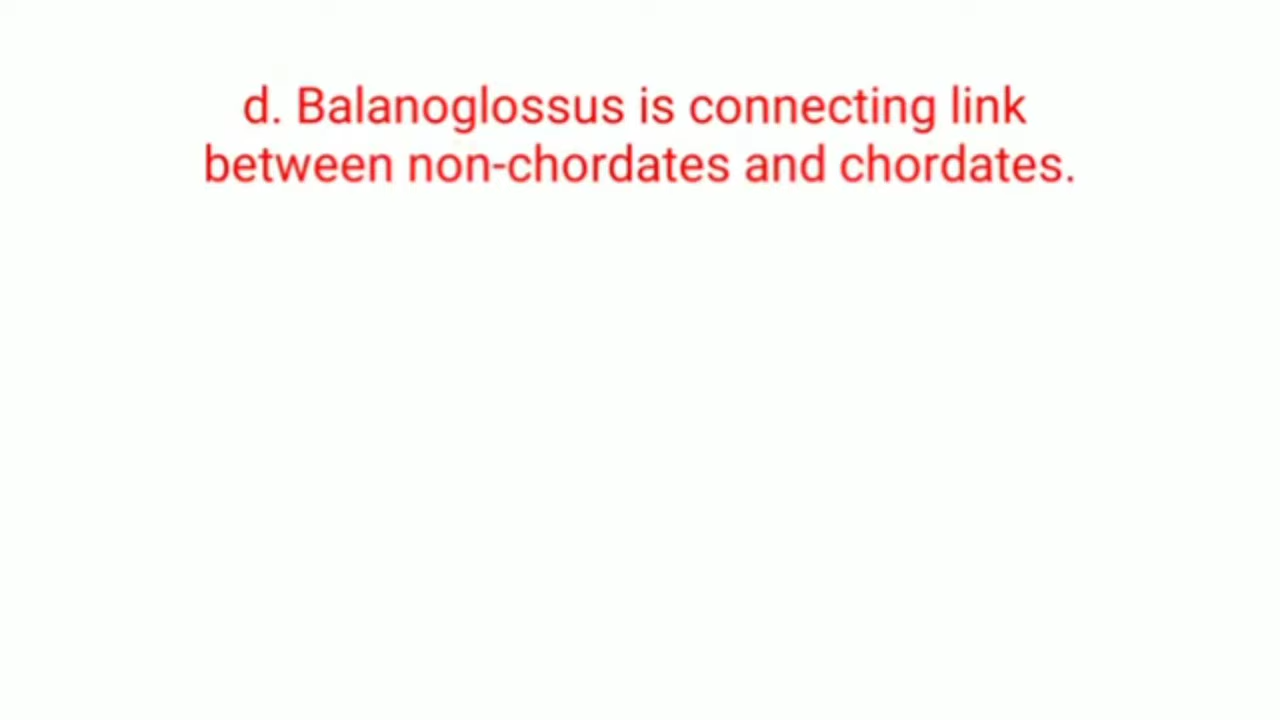 d. Balanoglossus is connecting link
between non-chordates and chordates.